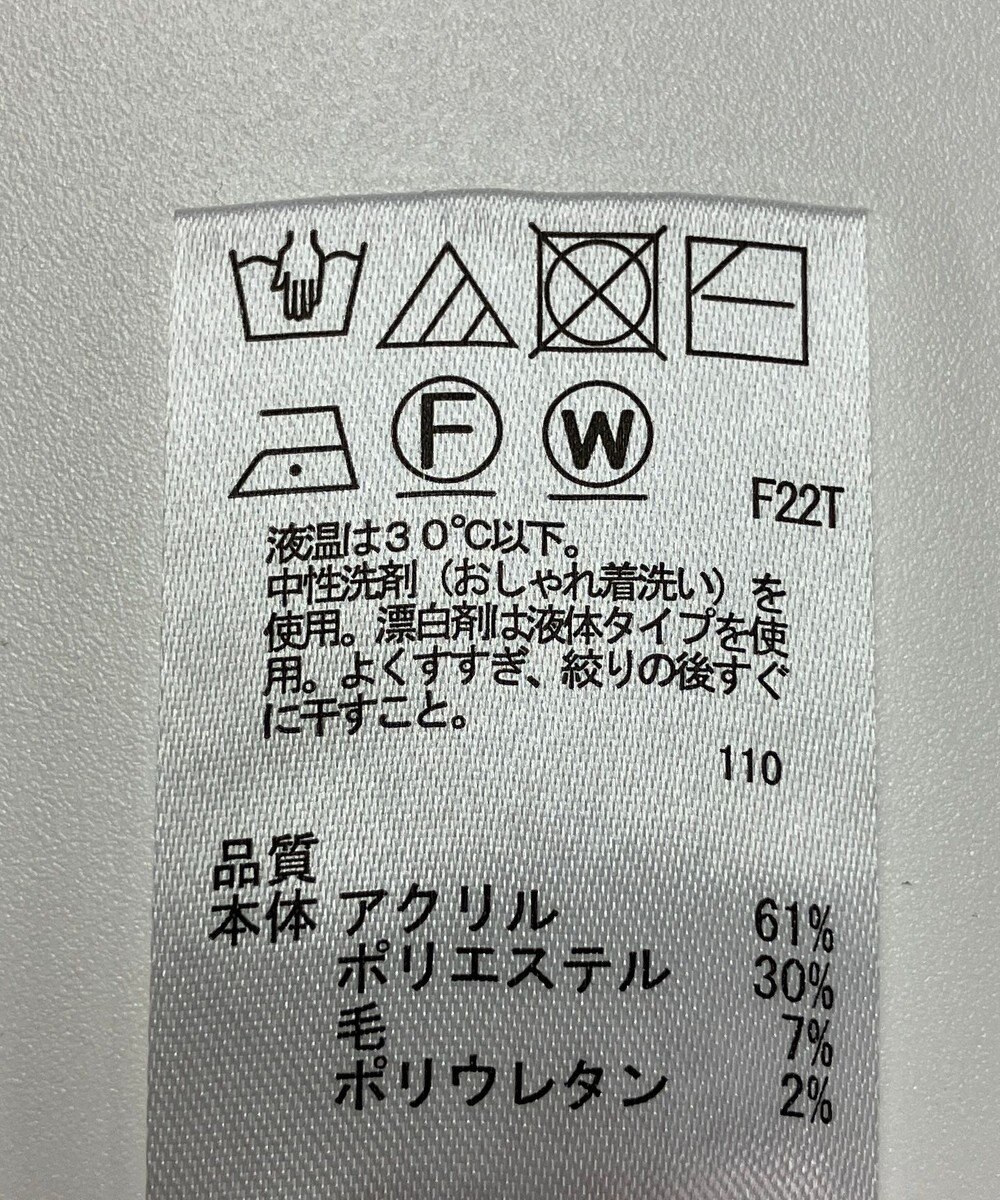 F W
F22T
液温は30℃以下。
中性洗剤（おしゃれ着洗い）を
使用。漂白剤は液体タイプを使
用。よくすすぎ、絞りの後すぐ
に干すこと。
110
品質
本体 アクリル 61%
ポリエステル 30%
毛 7%
ポリウレタン 2%